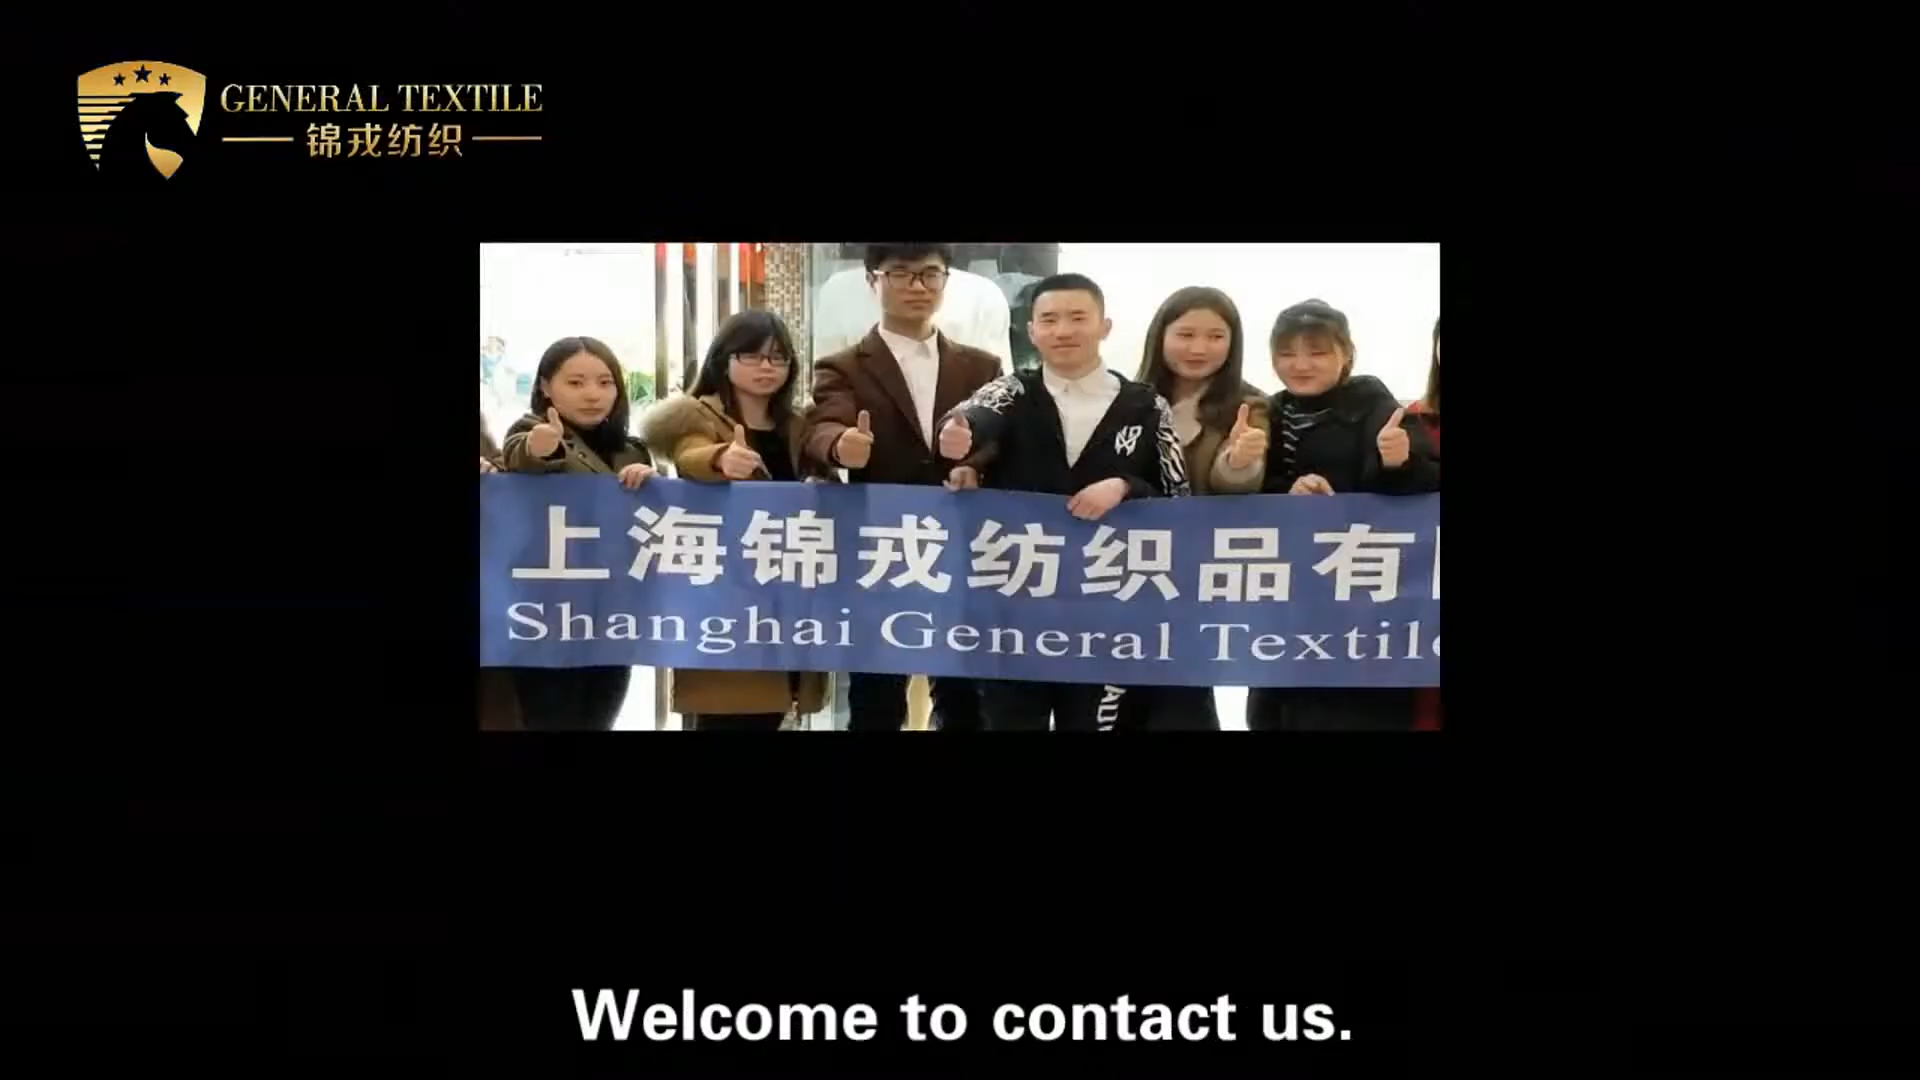 GENERAL TEXTILE
锦戎纺织
上海锦戎纺织品有
Shanghai General Textile
Welcome to contact us.